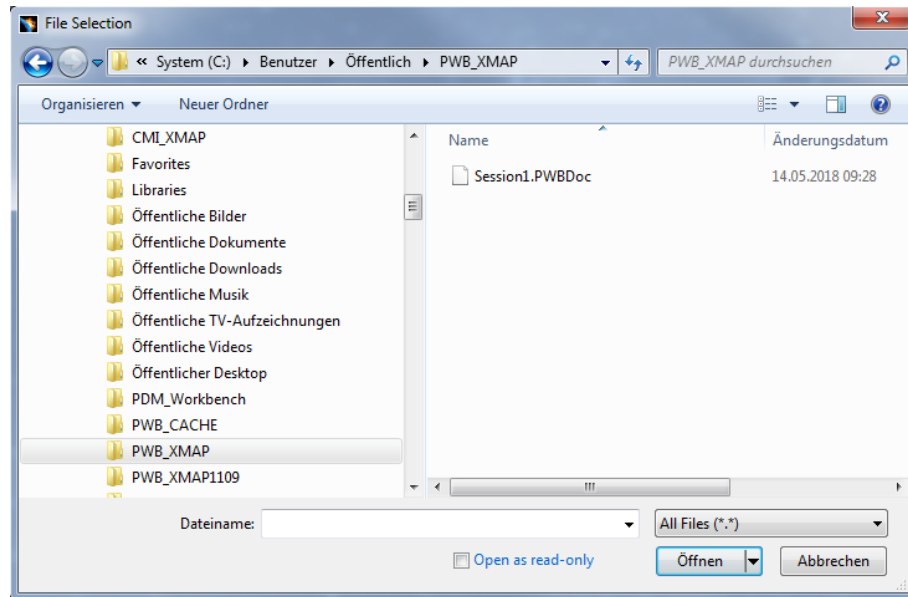 File Selection
« System (C:) ▸ Benutzer ▸ Öffentlich ▸ PWB_XMAP
PWB_XMAP durchsuchen
Organisieren
Neuer Ordner
CMI_XMAP
Favorites
Libraries
Öffentliche Bilder
Öffentliche Dokumente
Öffentliche Downloads
Öffentliche Musik
Öffentliche TV-Aufzeichnungen
Öffentliche Videos
Öffentlicher Desktop
PDM_Workbench
PWB_CACHE
PWB_XMAP
PWB_XMAP1109
Name
Änderungsdatum
Session1.PWBDoc
14.05.2018 09:28
Dateiname:
All Files (*.*)
Open as read-only
Öffnen
Abbrechen